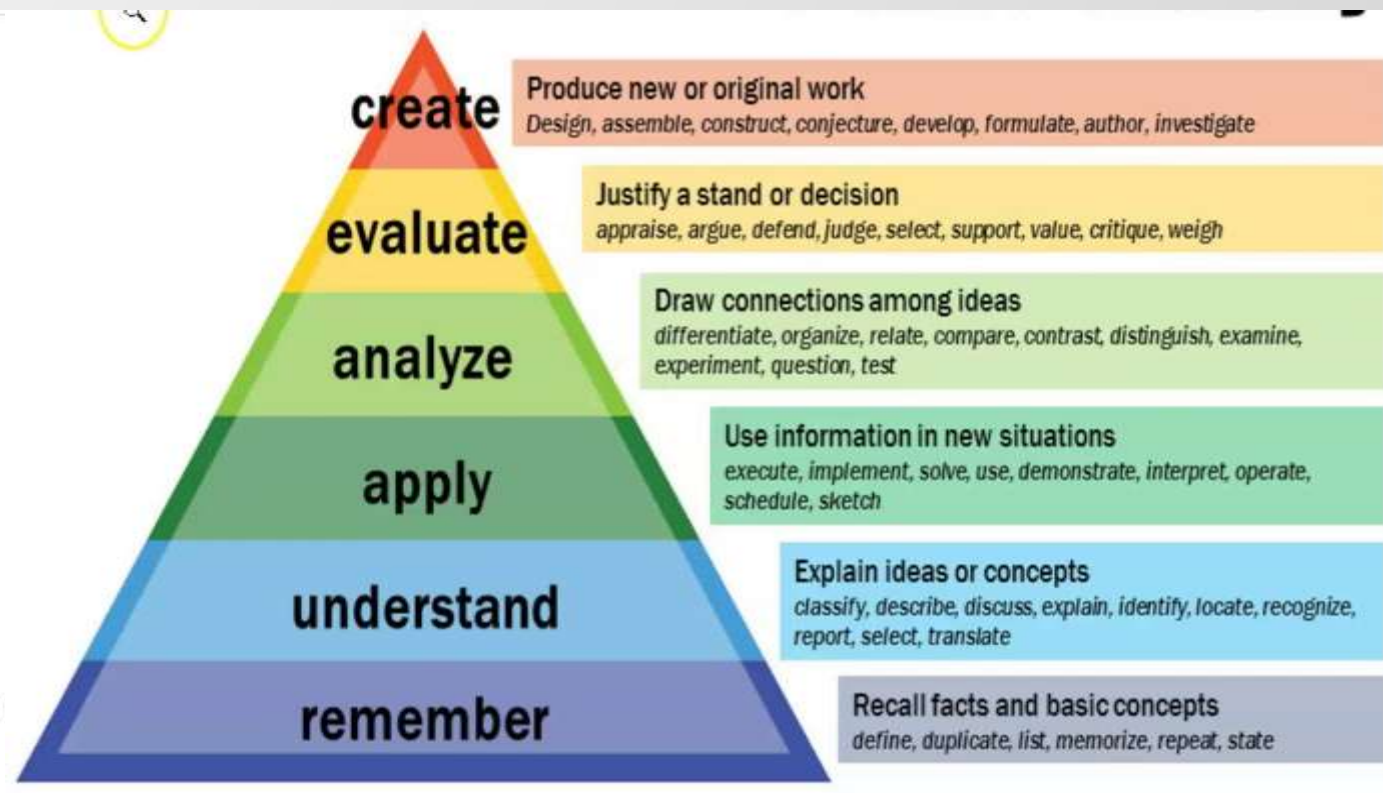 create
Produce new or original work
Design, assemble, construct, conjecture, develop, formulate, author, investigate
evaluate
Justify a stand or decision
appraise, argue, defend, judge, select, support, value, critique, weigh
analyze
Draw connections among ideas
differentiate, organize, relate, compare, contrast, distinguish, examine,
experiment, question, test
apply
Use information in new situations
execute, implement, solve, use, demonstrate, interpret, operate,
schedule, sketch
understand
Explain ideas or concepts
classify, describe, discuss, explain, identify, locate, recognize,
report, select, translate
remember
Recall facts and basic concepts
define, duplicate, list, memorize, repeat, state